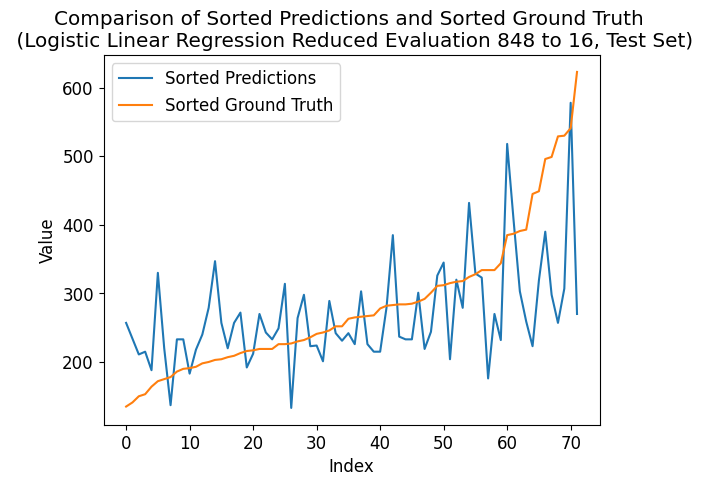 Comparison of Sorted Predictions and Sorted Ground Truth
(Logistic Linear Regression Reduced Evaluation 848 to 16, Test Set)
Sorted Predictions
Sorted Ground Truth
600
500
400
300
200
Value
0 10 20 30 40 50 60 70
Index